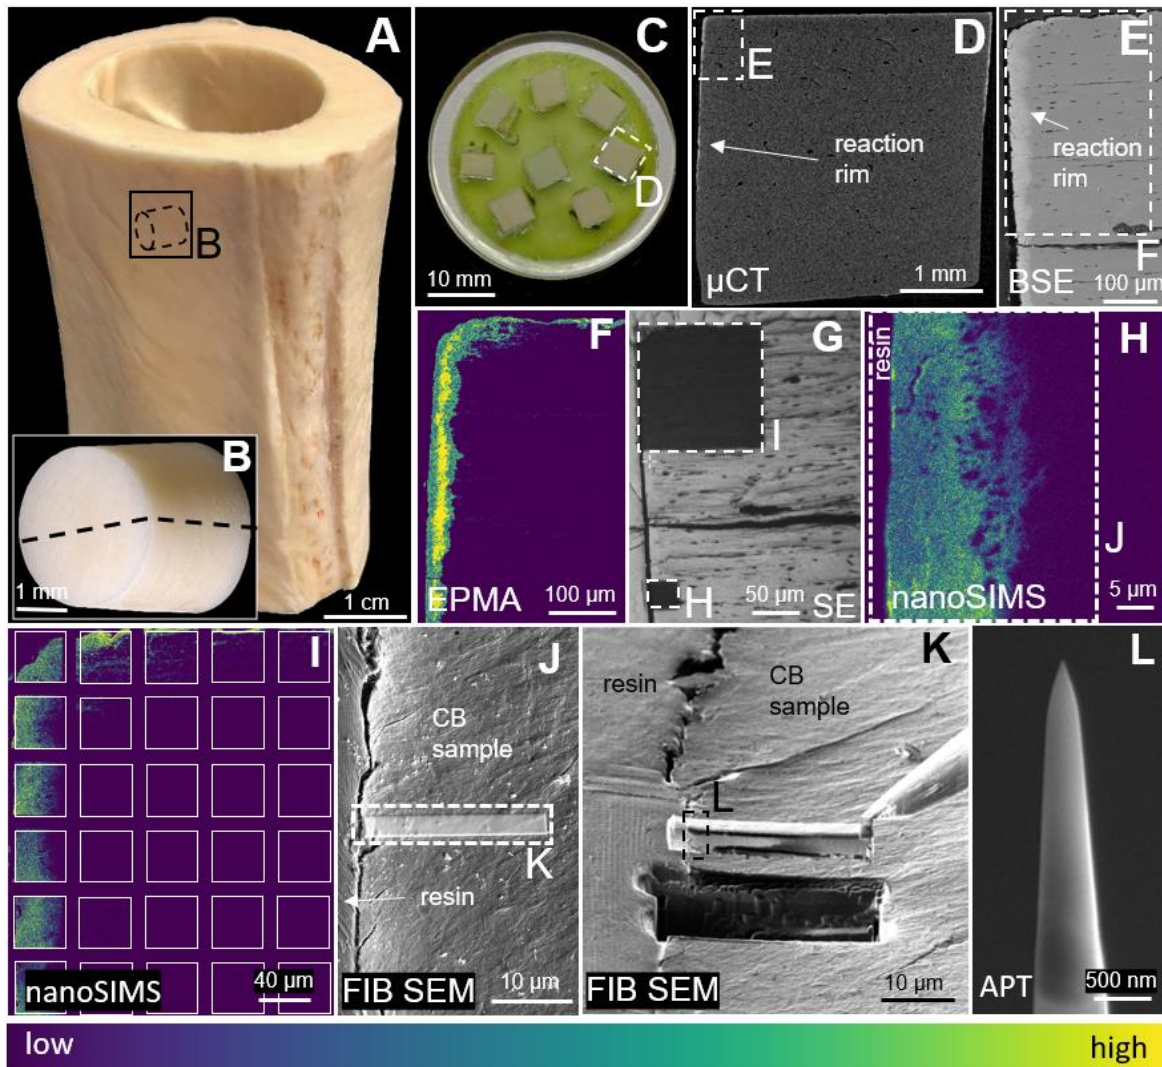 A
B
B
1 mm
1 cm
C
D
10 mm
D
E
reaction
rim
μCT
1 mm
E
reaction
rim
F
BSE
100 μm
F
EPMA
100 μm
G
I
H
50 μm
SE
resin
H
J
nanoSIMS
5 μm
I
nanoSIMS
40 μm
J
CB
sample
K
resin
FIB SEM
10 μm
K
resin
CB
sample
L
FIB SEM
10 μm
L
APT
500 nm
low
high